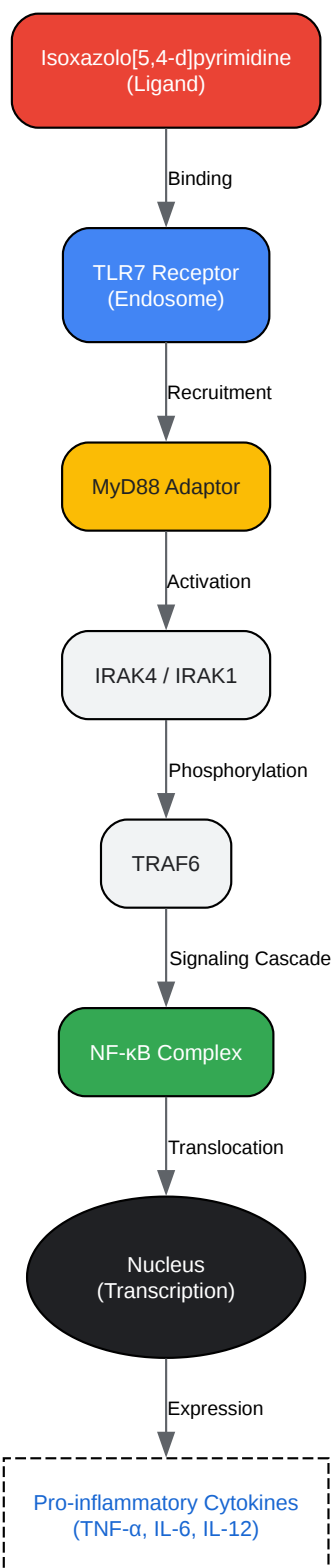 Isoxazolo[5,4-d]pyrimidine
(Ligand)
Binding
TLR7 Receptor
(Endosome)
Recruitment
MyD88 Adaptor
Activation
IRAK4 / IRAK1
Phosphorylation
TRAF6
Signaling Cascade
NF-κB Complex
Translocation
Nucleus
(Transcription)
Expression
Pro-inflammatory Cytokines
(TNF-α, IL-6, IL-12)